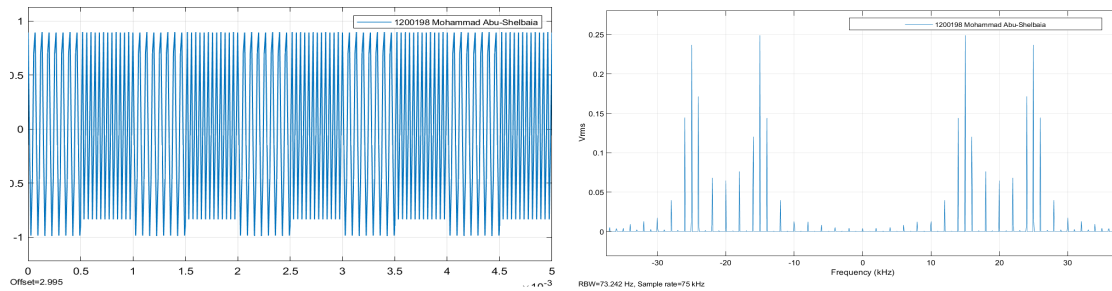 1200198 Mohammad Abu-Shelbaia
1
0.5
0
0.5
-1
0 0.5 1 1.5 2 2.5 3 3.5 4 4.5 5
Offset=2.995
1200198 Mohammad Abu-Shelbaia
0.25
0.2
0.15
0.1
0.05
0
Vrms
-30 -20 -10 0 10 20 30
Frequency (kHz)
RBW=73.242 Hz, Sample rate=75 kHz